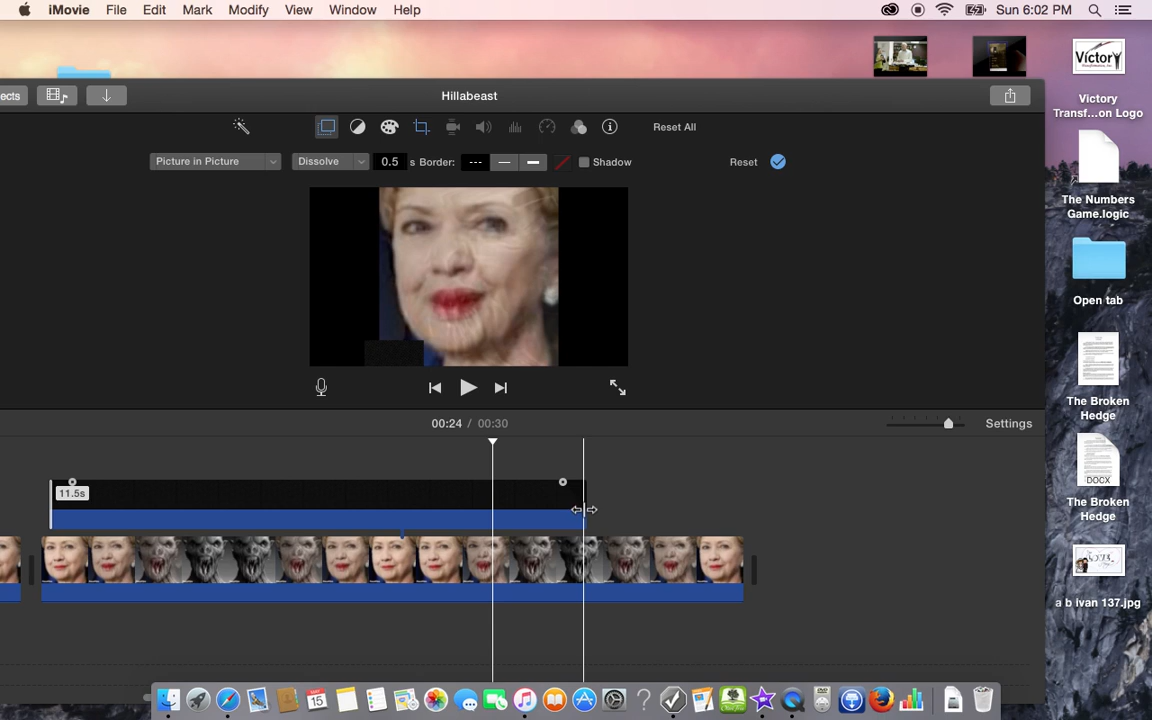 iMovie File Edit Mark Modify View Window Help Sun 6:02 PM
ects Hillabeast
Reset All
Picture in Picture Dissolve 0.5 s Border: Shadow Reset
00:24 / 00:30 Settings
11.5s
Victory
Victory
Transf...on Logo
The Numbers
Game.logic
Open tab
The Broken
Hedge
DOCX
The Broken
Hedge
a b ivan 137.jpg
MAY
15